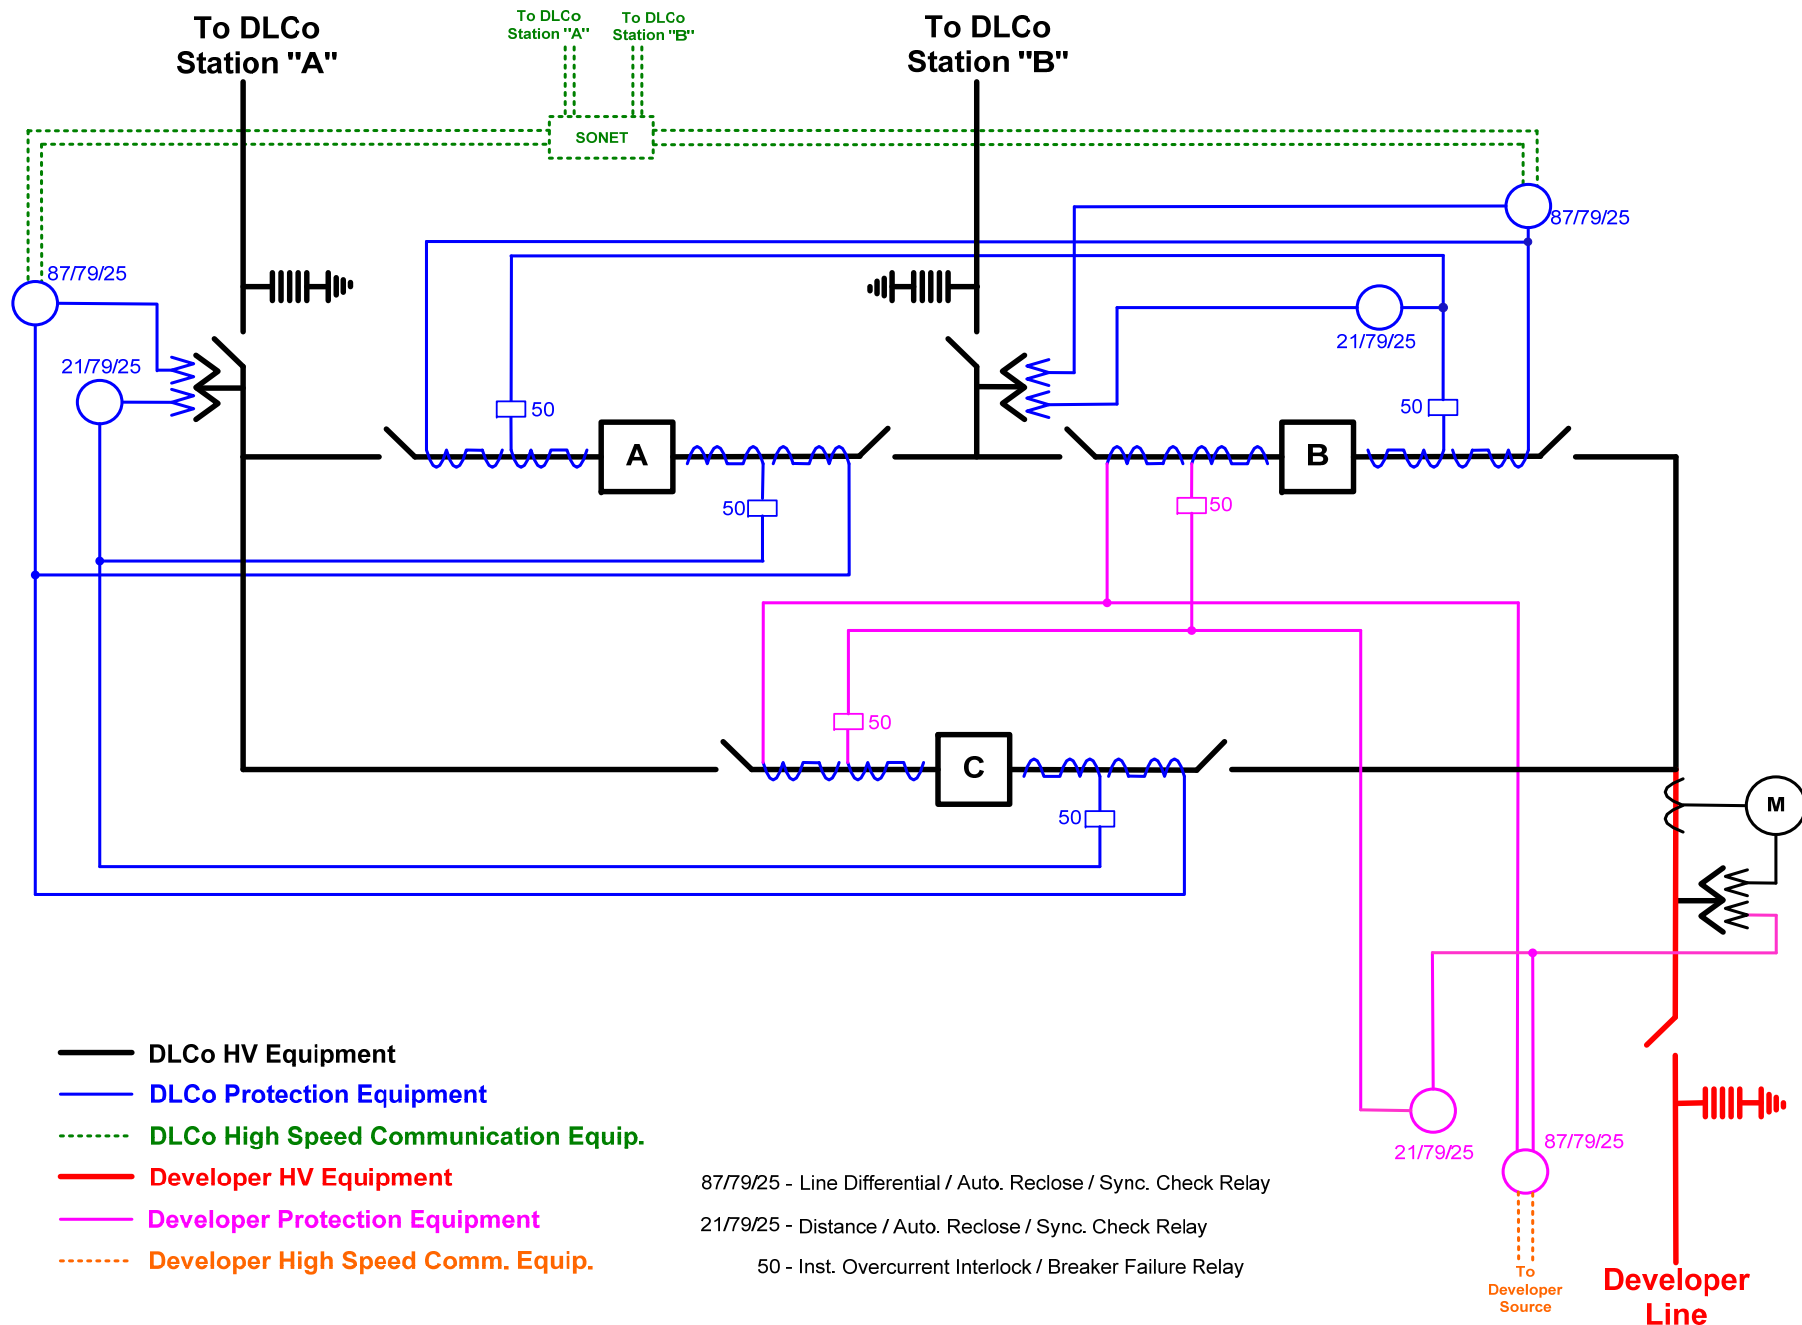 To DLCo
Station "A"
To DLCo
Station "A"
To DLCo
Station "B"
To DLCo
Station "B"
SONET
87/79/25
87/79/25
21/79/25
21/79/25
50
50
A
B
50
50
50
C
50
M
DLCo HV Equipment
DLCo Protection Equipment
DLCo High Speed Communication Equip.
Developer HV Equipment
Developer Protection Equipment
Developer High Speed Comm. Equip.
87/79/25 - Line Differential / Auto. Reclose / Sync. Check Relay
21/79/25 - Distance / Auto. Reclose / Sync. Check Relay
50 - Inst. Overcurrent Interlock / Breaker Failure Relay
21/79/25
87/79/25
To
Developer
Source
Developer
Line